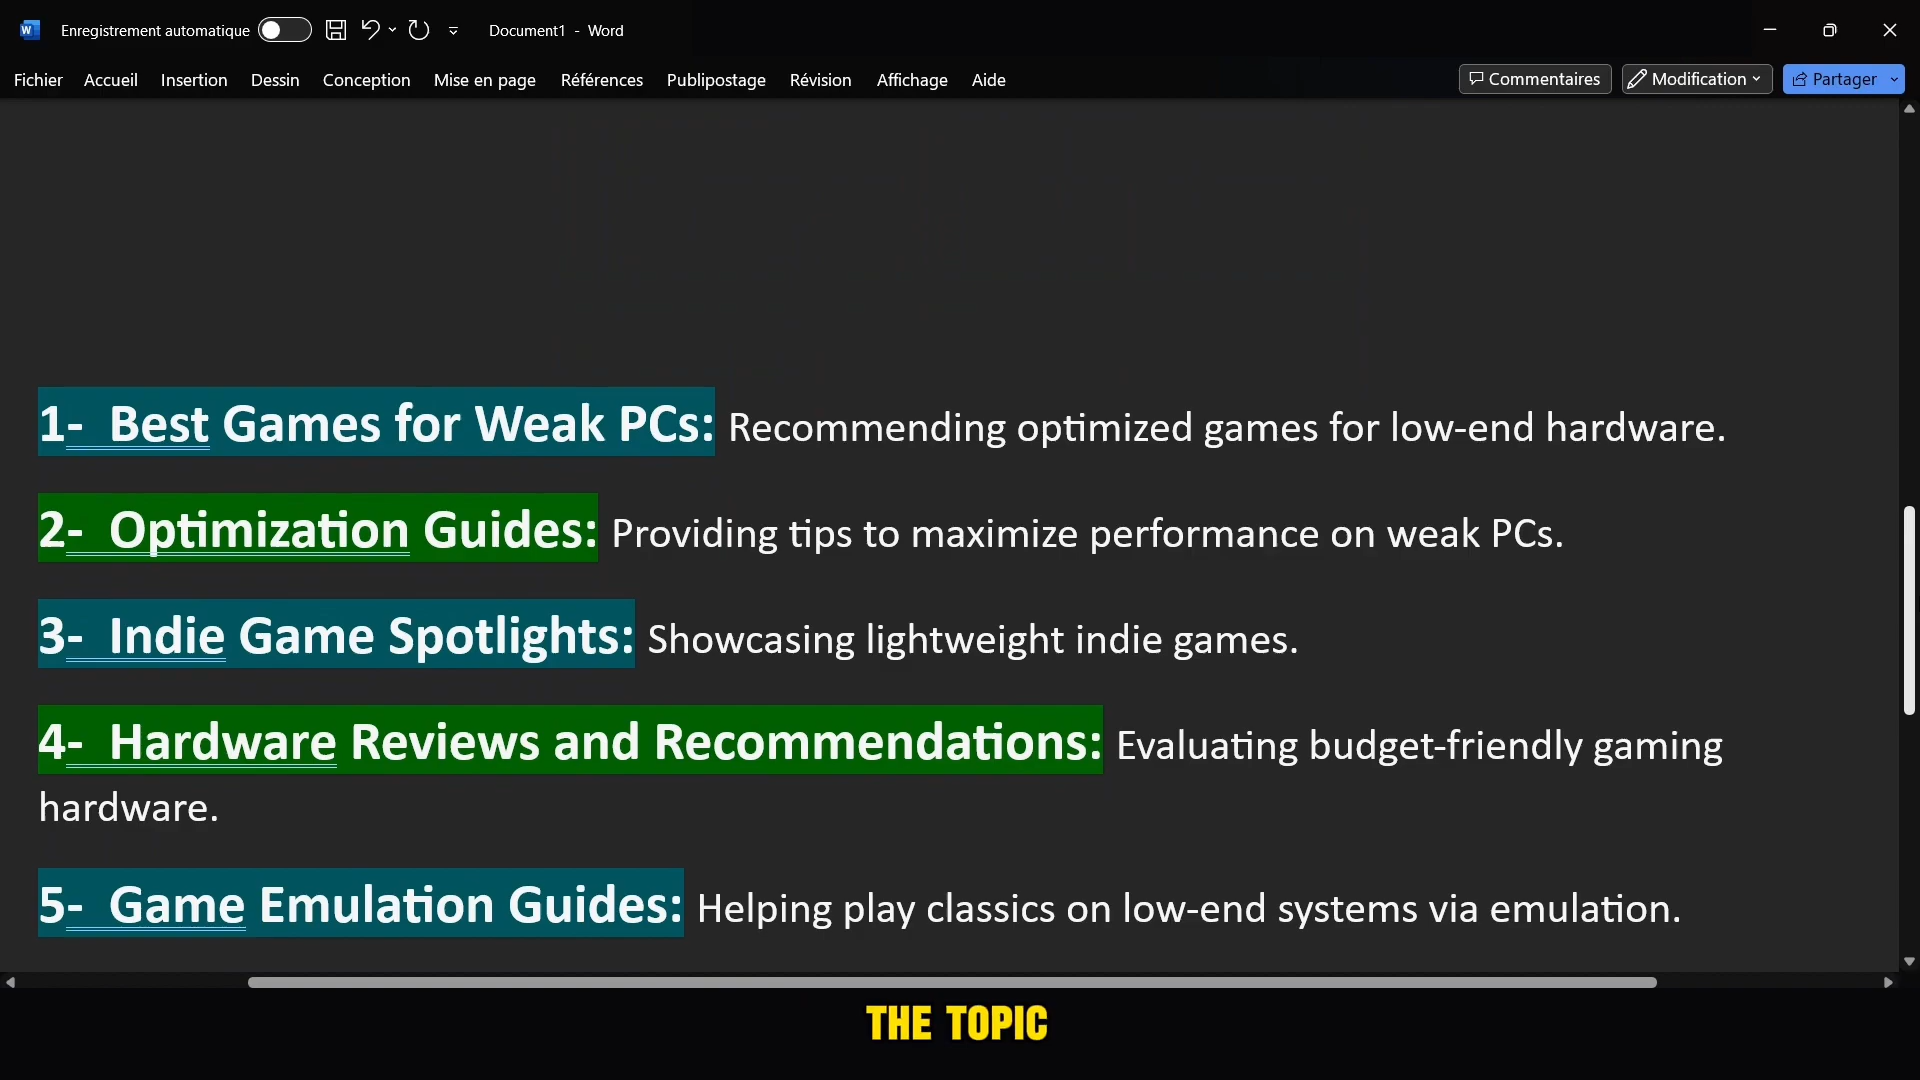 Enregistrement automatique
Document1 - Word
Fichier Accueil Insertion Dessin Conception Mise en page Références Publipostage Révision Affichage Aide
Commentaires Modification Partager
1- Best Games for Weak PCs: Recommending optimized games for low-end hardware.
2- Optimization Guides: Providing tips to maximize performance on weak PCs.
3- Indie Game Spotlights: Showcasing lightweight indie games.
4- Hardware Reviews and Recommendations: Evaluating budget-friendly gaming
hardware.
5- Game Emulation Guides: Helping play classics on low-end systems via emulation.
THE TOPIC